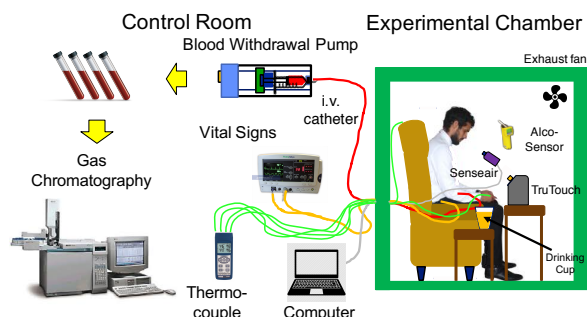 Control Room
Experimental Chamber
Blood Withdrawal Pump
Exhaust fan
i.v.
catheter
Vital Signs
Alco-
Sensor
Senseair
TruTouch
Gas
Chromatography
Drinking
Cup
Thermo-
couple
Computer